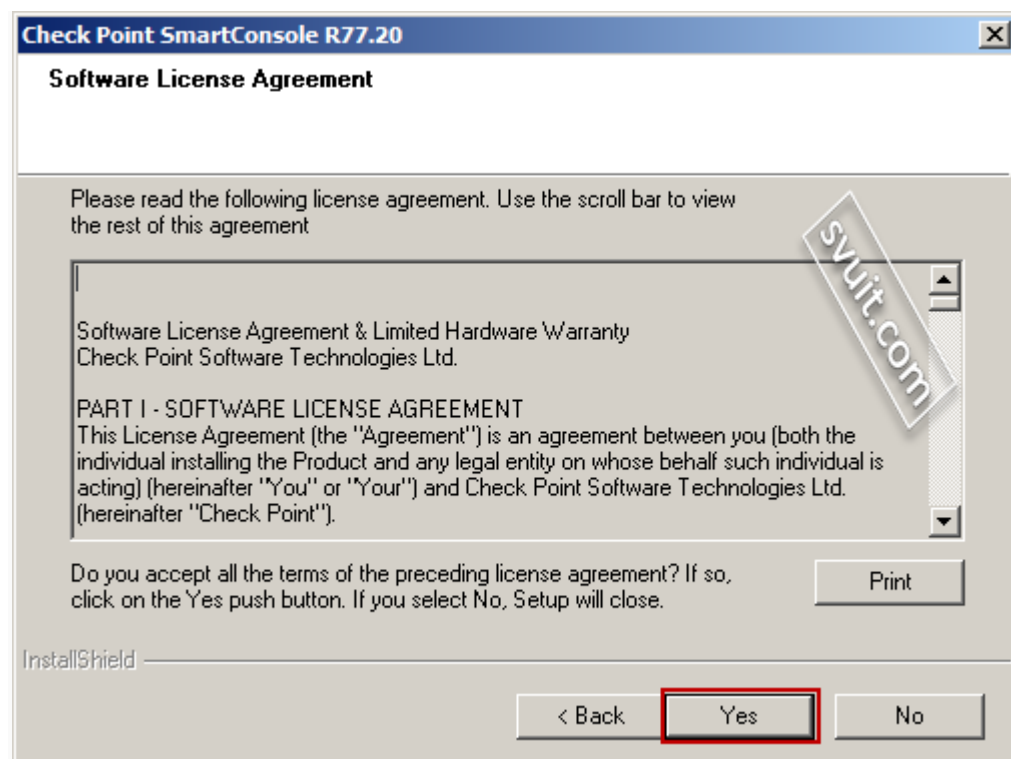 Check Point SmartConsole R77.20
Software License Agreement
Please read the following license agreement. Use the scroll bar to view
the rest of this agreement
svuit.com
Software License Agreement & Limited Hardware Warranty
Check Point Software Technologies Ltd.
PART I - SOFTWARE LICENSE AGREEMENT
This License Agreement (the "Agreement") is an agreement between you (both the
individual installing the Product and any legal entity on whose behalf such individual is
acting) (hereinafter "You" or "Your") and Check Point Software Technologies Ltd.
(hereinafter "Check Point").
Do you accept all the terms of the preceding license agreement? If so,
click on the Yes push button. If you select No, Setup will close.
Print
InstallShield
< Back
Yes
No